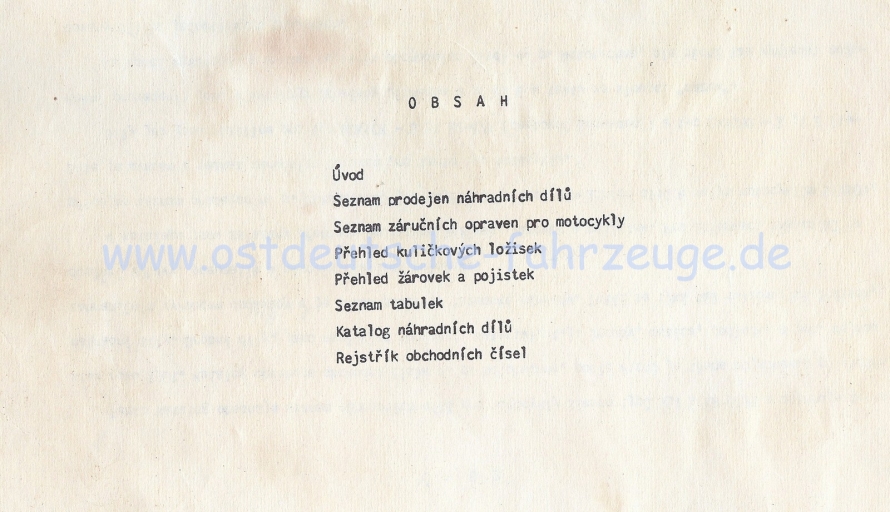 O B S A H
Úvod
Seznam prodejen náhradních dílů
Seznam záručních opraven pro motocykly
Přehled kuličkových ložisek
www.ostdeutsche-fahrzeuge.de
Přehled žárovek a pojistek
Seznam tabulek
Katalog náhradních dílů
Rejstřík obchodních čísel